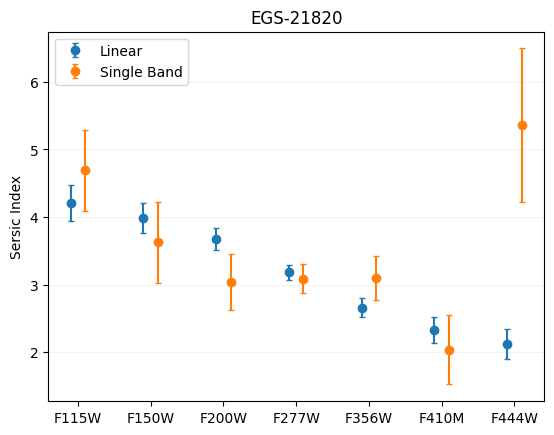 EGS-21820
Linear
Single Band
Sersic Index
6
5
4
3
2
F115W F150W F200W F277W F356W F410M F444W